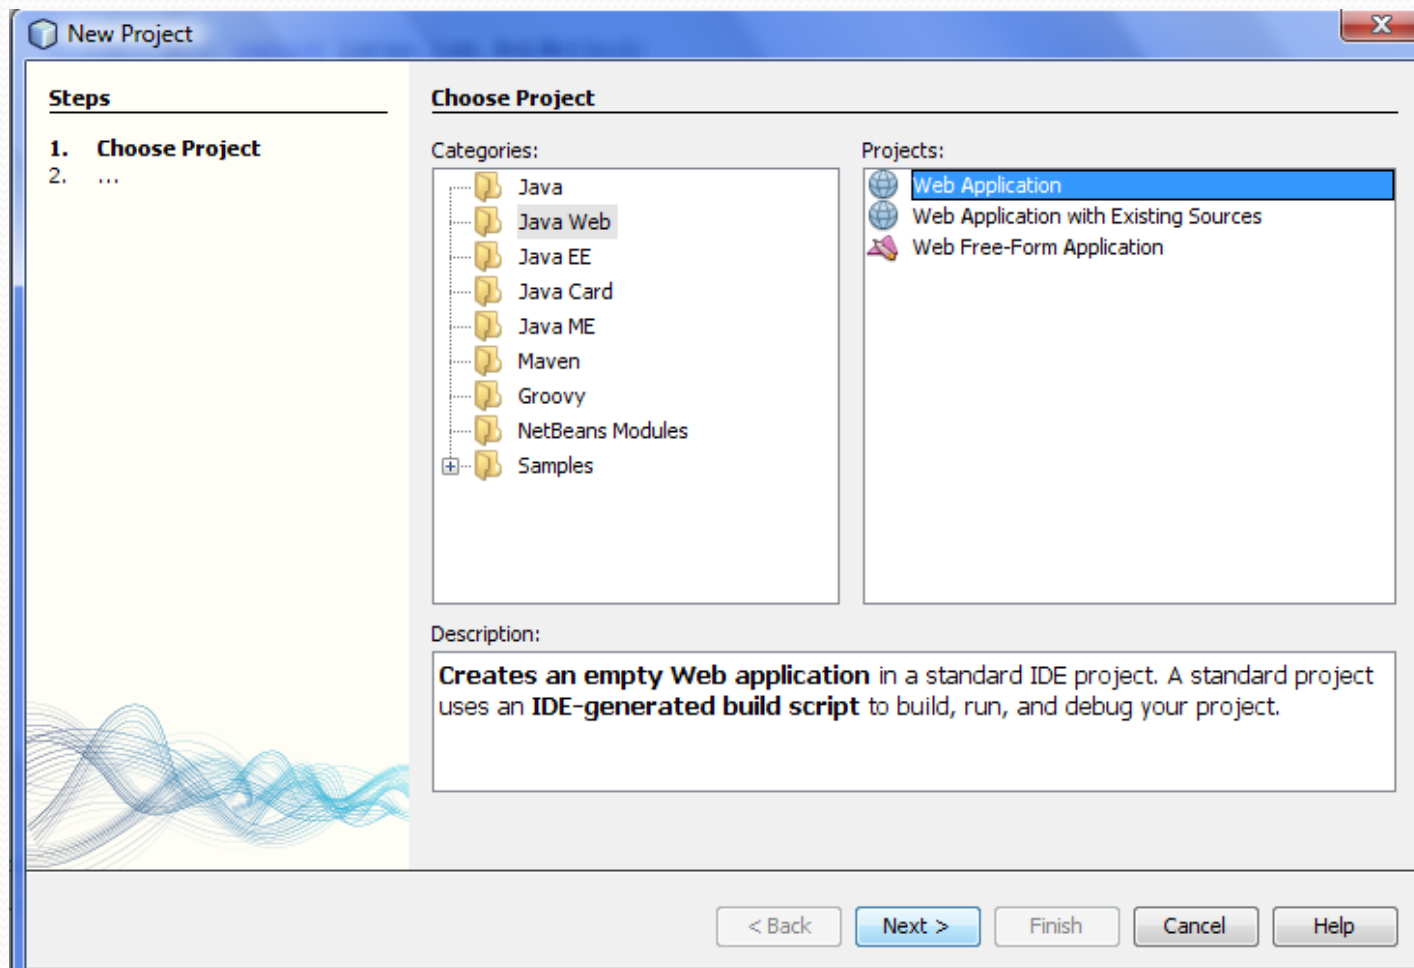 New Project
Steps
1. Choose Project
2. ...
Choose Project
Categories:
Java
Java Web
Java EE
Java Card
Java ME
Maven
Groovy
NetBeans Modules
Samples
Projects:
Web Application
Web Application with Existing Sources
Web Free-Form Application
Description:
Creates an empty Web application in a standard IDE project. A standard project
uses an IDE-generated build script to build, run, and debug your project.
< Back
Next >
Finish
Cancel
Help